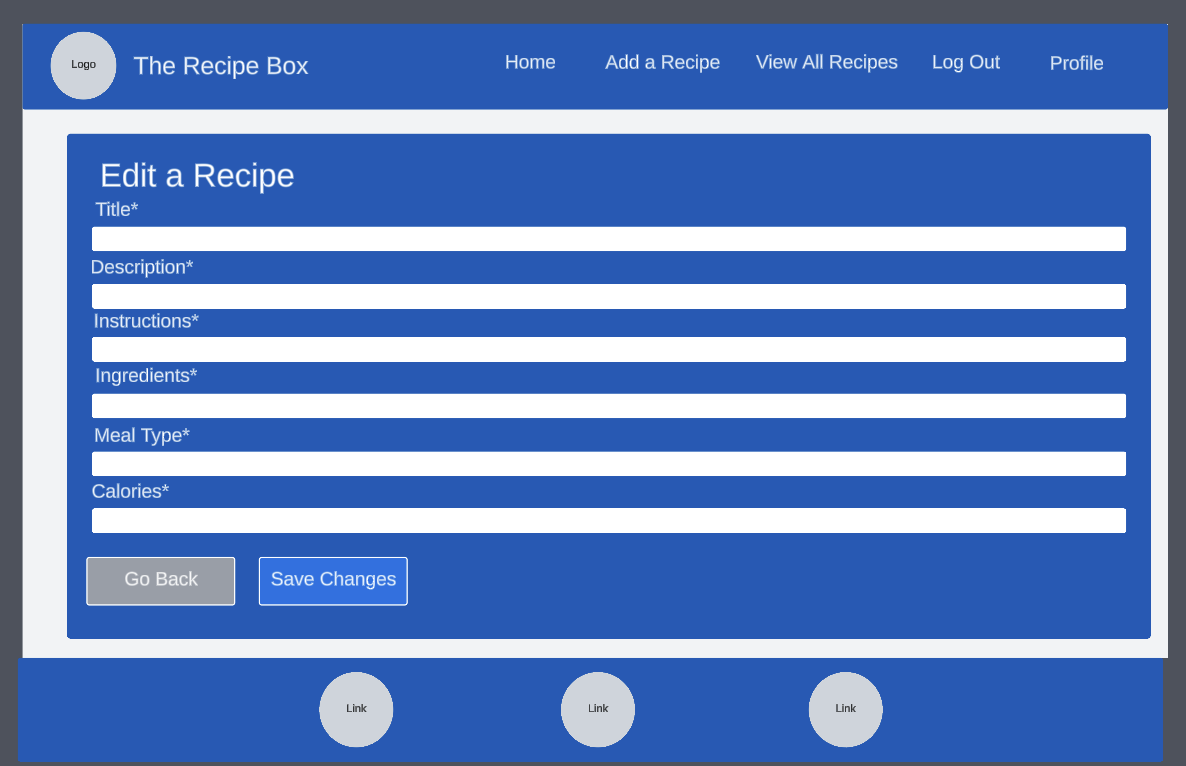 Logo
The Recipe Box
Home
Add a Recipe
View All Recipes
Log Out
Profile
Edit a Recipe
Title*
Description*
Instructions*
Ingredients*
Meal Type*
Calories*
Go Back
Save Changes
Link
Link
Link